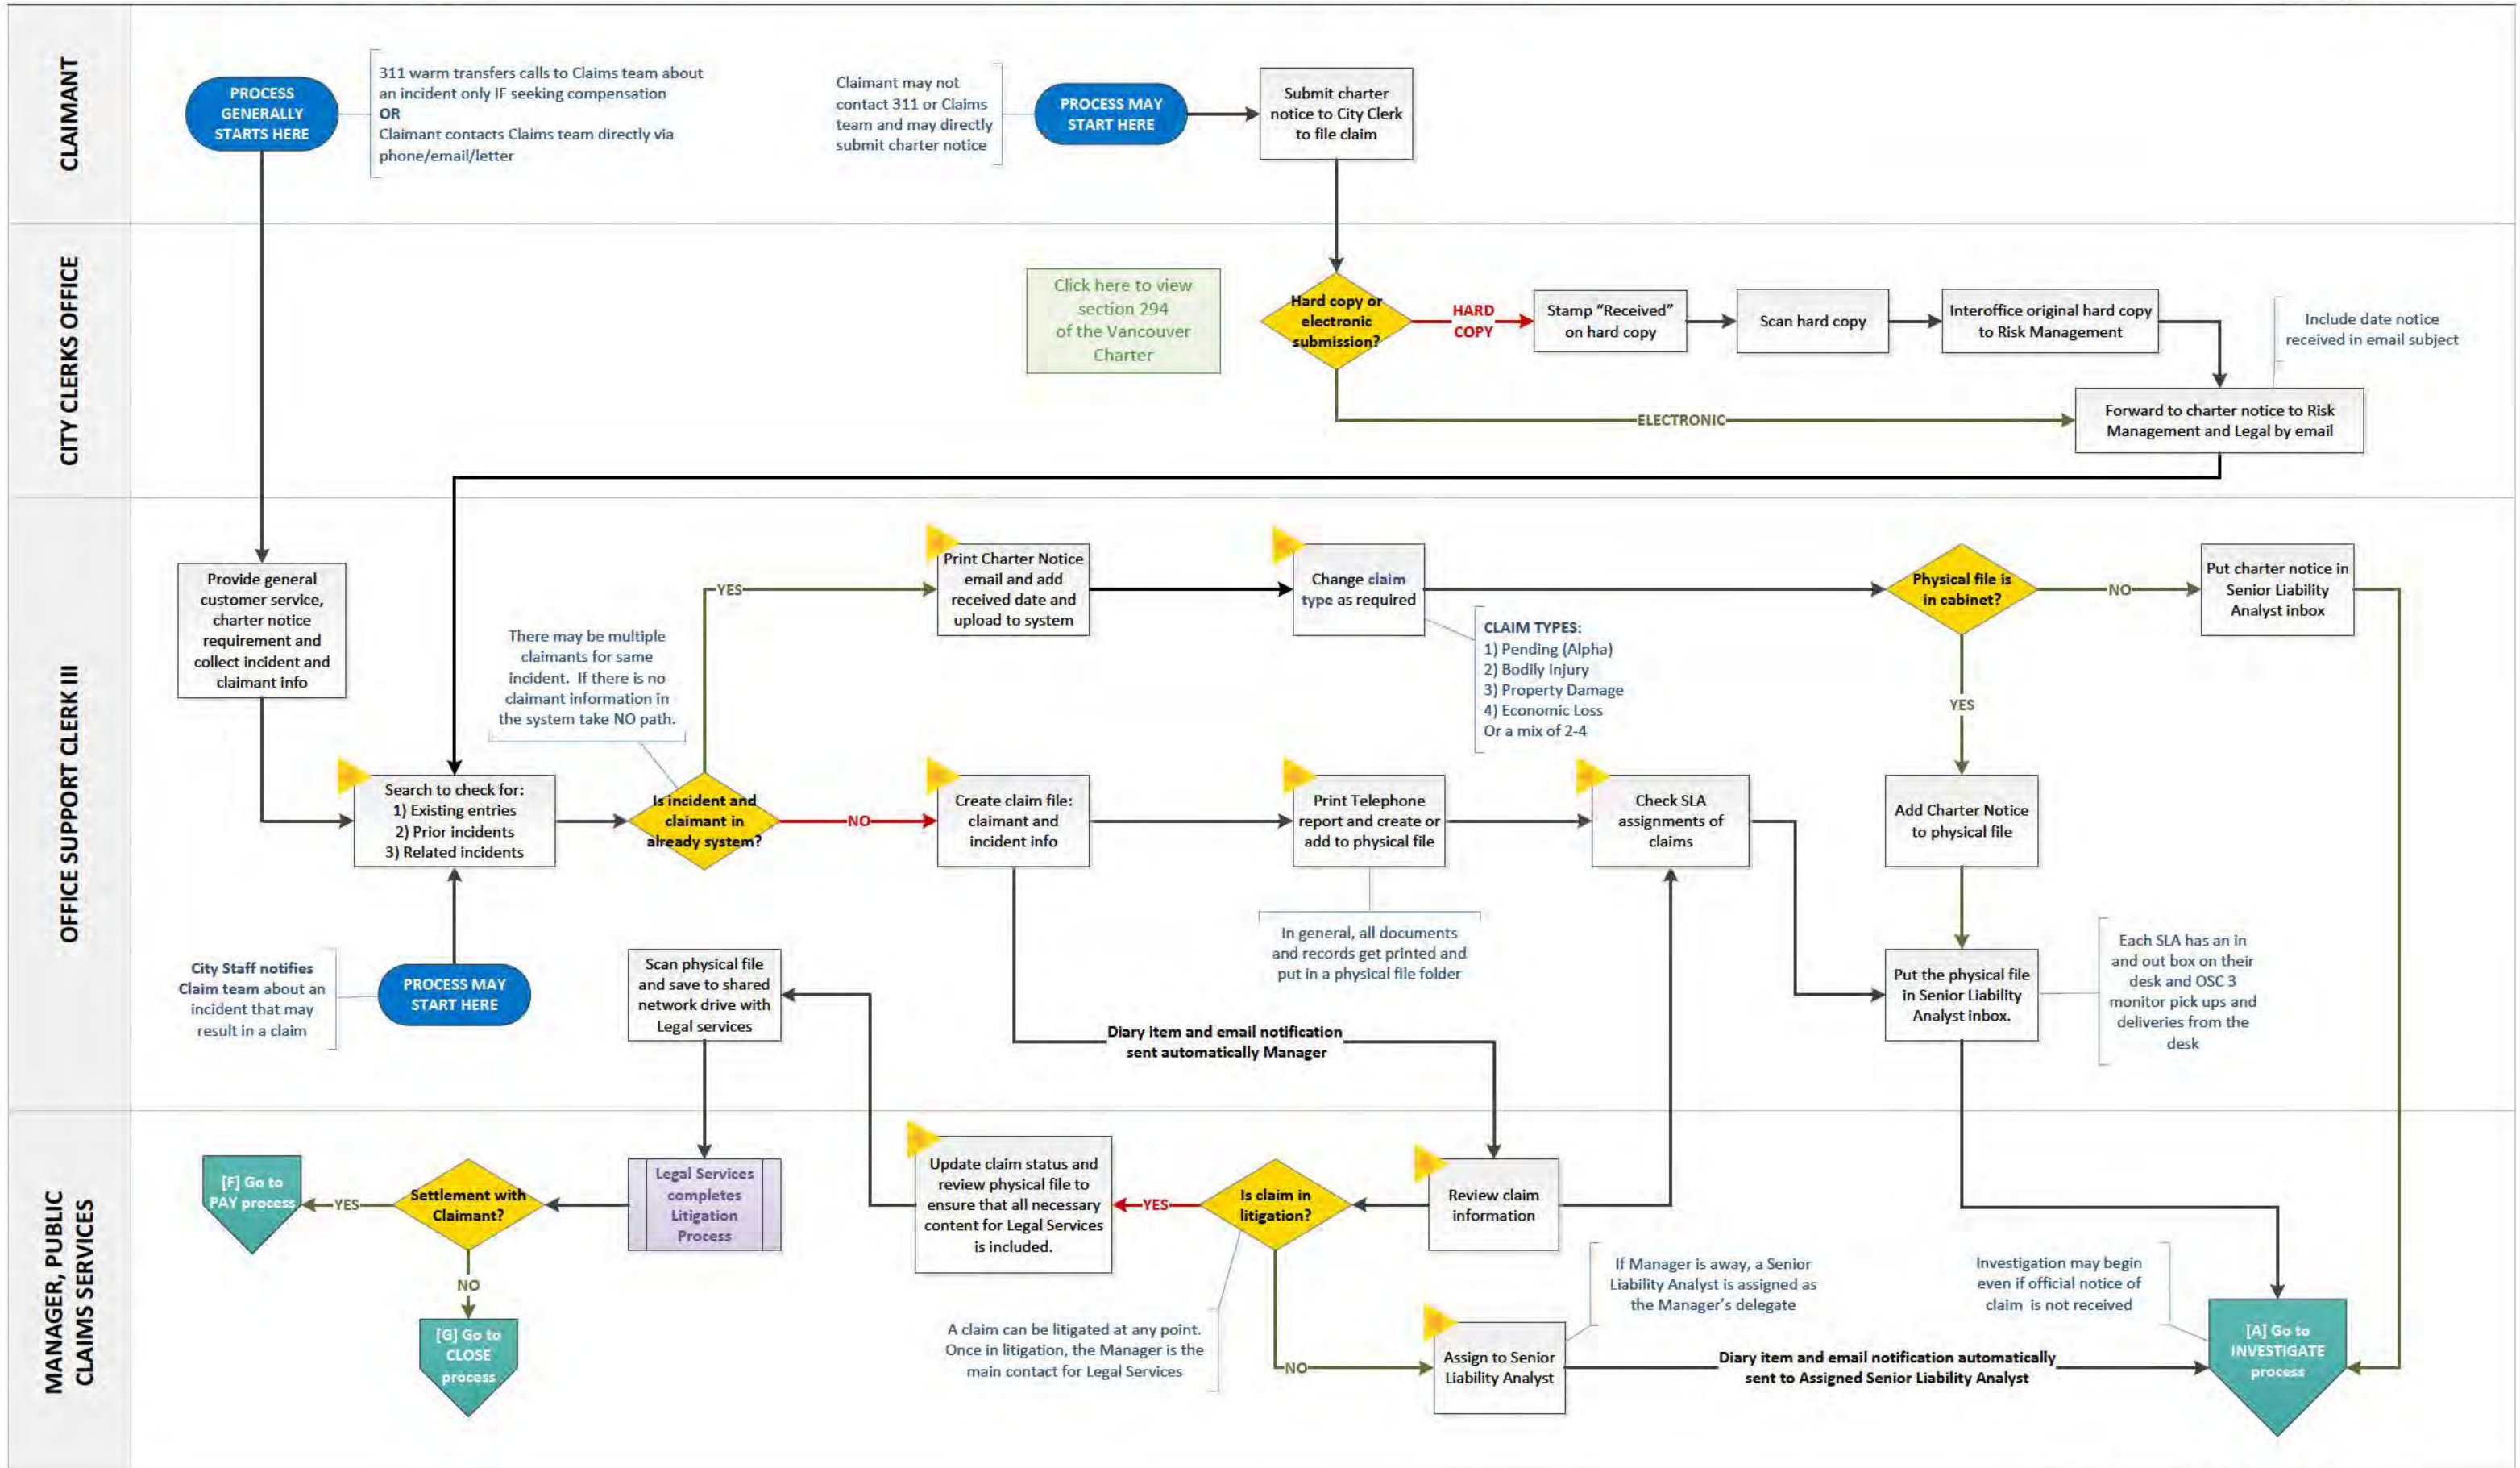 CLAIMANT
PROCESS
GENERALLY
STARTS HERE
311 warm transfers calls to Claims team about
an incident only IF seeking compensation
OR
Claimant contacts Claims team directly via
phone/email/letter
Claimant may not
contact 311 or Claims
team and may directly
submit charter notice
PROCESS MAY
START HERE
Submit charter
notice to City Clerk
to file claim
CITY CLERKS OFFICE
Click here to view
section 294
of the Vancouver
Charter
Hard copy or
electronic
submission?
HARD
COPY
Stamp “Received”
on hard copy
Scan hard copy
Interoffice original hard copy
to Risk Management
Include date notice
received in email subject
ELECTRONIC
Forward to charter notice to Risk
Management and Legal by email
OFFICE SUPPORT CLERK III
Provide general
customer service,
charter notice
requirement and
collect incident and
claimant info
There may be multiple
claimants for same
incident. If there is no
claimant information in
the system take NO path.
YES
Print Charter Notice
email and add
received date and
upload to system
Change claim
type as required
CLAIM TYPES:
1) Pending (Alpha)
2) Bodily Injury
3) Property Damage
4) Economic Loss
Or a mix of 2-4
Physical file is
in cabinet?
NO
Put charter notice in
Senior Liability
Analyst inbox
YES
Search to check for:
1) Existing entries
2) Prior incidents
3) Related incidents
Is incident and
claimant in
already system?
NO
Create claim file:
claimant and
incident info
Print Telephone
report and create or
add to physical file
Check SLA
assignments of
claims
Add Charter Notice
to physical file
In general, all documents
and records get printed and
put in a physical file folder
City Staff notifies
Claim team about an
incident that may
result in a claim
PROCESS MAY
START HERE
Scan physical file
and save to shared
network drive with
Legal services
Diary item and email notification
sent automatically Manager
Put the physical file
in Senior Liability
Analyst inbox.
Each SLA has an in
and out box on their
desk and OSC 3
monitor pick ups and
deliveries from the
desk
MANAGER, PUBLIC
CLAIMS SERVICES
[F] Go to
PAY process
YES
Settlement with
Claimant?
NO
[G] Go to
CLOSE
process
Legal Services
completes
Litigation
Process
Update claim status and
review physical file to
ensure that all necessary
content for Legal Services
is included.
YES
Is claim in
litigation?
Review claim
information
A claim can be litigated at any point.
Once in litigation, the Manager is the
main contact for Legal Services
NO
If Manager is away, a Senior
Liability Analyst is assigned as
the Manager’s delegate
Assign to Senior
Liability Analyst
Diary item and email notification automatically
sent to Assigned Senior Liability Analyst
Investigation may begin
even if official notice of
claim is not received
[A] Go to
INVESTIGATE
process